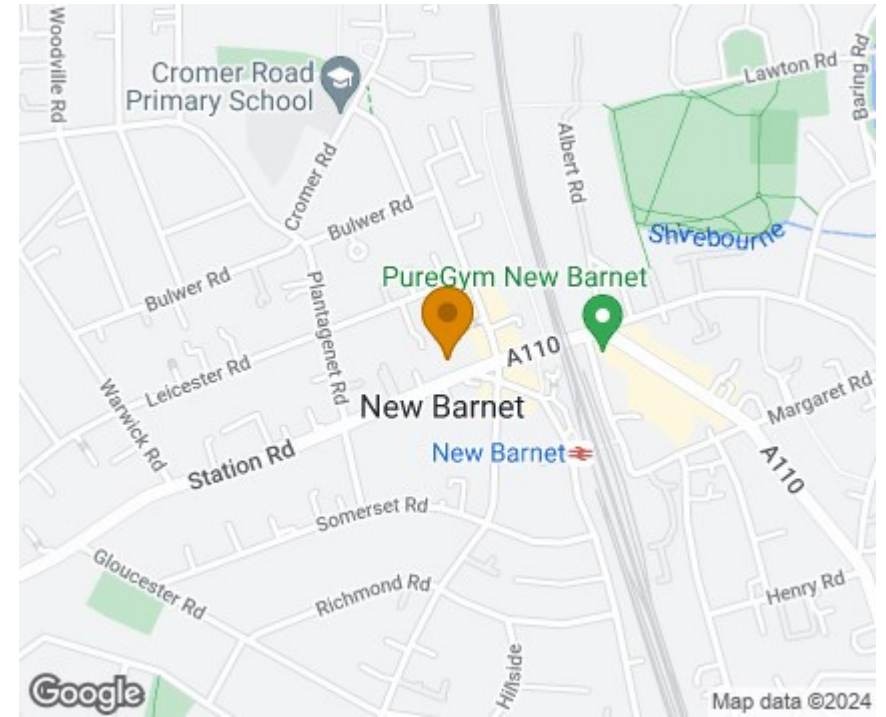 Woodville Rd
Cromer Road
Primary School
Lawton Rd
Baring Rd
Albert Rd
Cromer Rd
Bulwer Rd
Shirebourne
Bulwer Rd
PureGym New Barnet
Plantagenet Rd
A110
Leicester Rd
Warwick Rd
New Barnet
Margaret Rd
Station Rd
New Barnet
A110
Somerset Rd
Gloucester Rd
Richmond Rd
Henry Rd
Hillside
Google
Map data ©2024